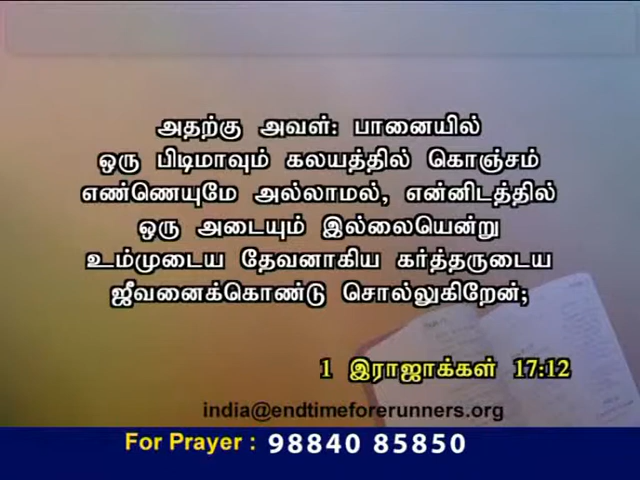 அதற்கு அவள்: பானையில்
ஒரு பிடிமாவும் கலயத்தில் கொஞ்சம்
எண்ணெயுமே அல்லாமல், என்னிடத்தில்
ஒரு அடையும் இல்லையென்று
உம்முடைய தேவனாகிய கர்த்தருடைய
ஜீவனைக்கொண்டு சொல்லுகிறேன்;
1 இராஜாக்கள் 17:12
india@endtimeforerunners.org
For Prayer : 98840 85850